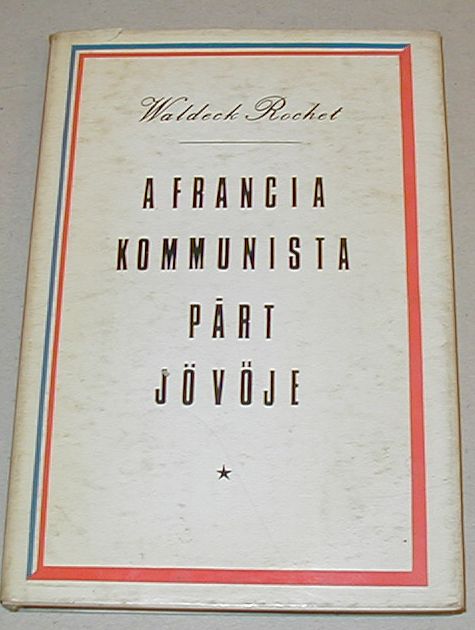 Waldeck Rochet
A FRANCIA
KOMMUNISTA
PÁRT
JÖVŐJE